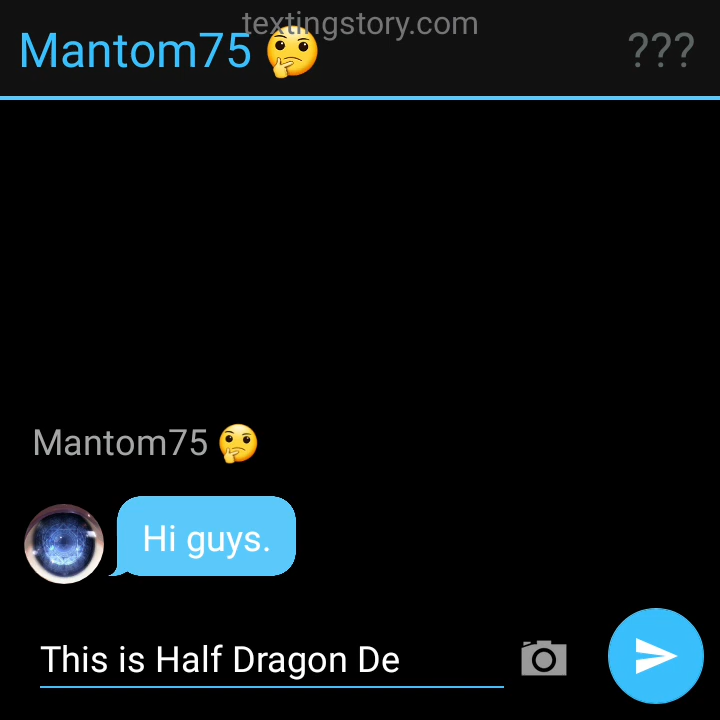 textingstory.com
Mantom75 🤔 ???
Mantom75 🤔
Hi guys.
This is Half Dragon De